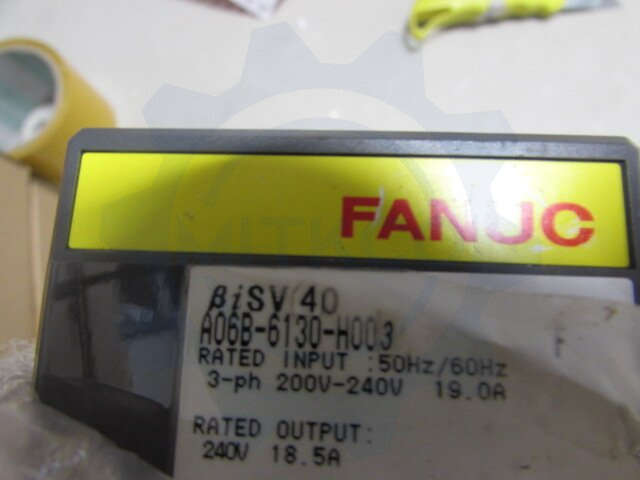 FANUC
βiSV 40
A06B-6130-H003
RATED INPUT :50Hz/60Hz
3-ph 200V-240V 19.0A
RATED OUTPUT:
240V 18.5A